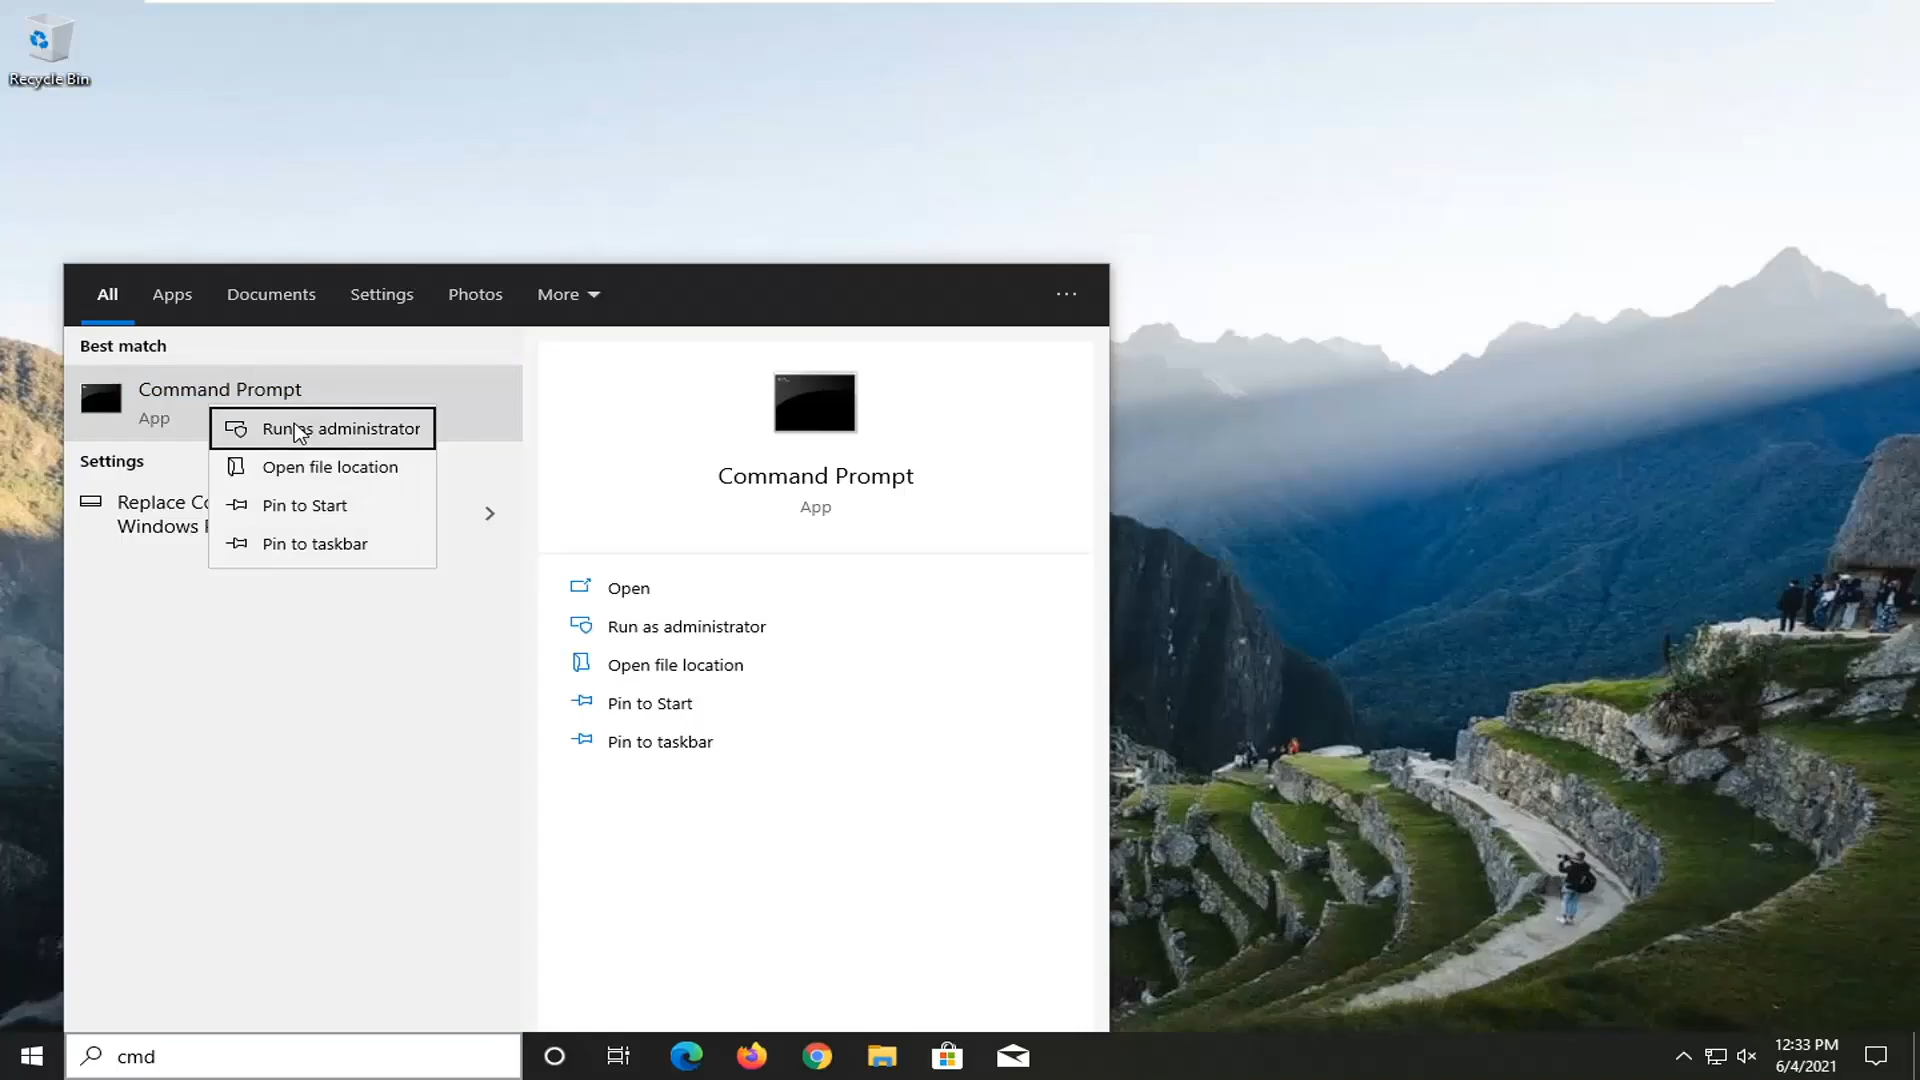 Recycle Bin
All Apps Documents Settings Photos More ...
Best match
Command Prompt
App
Run as administrator
Open file location
Pin to Start
Pin to taskbar
Settings
Replace
Windows
Command Prompt
App
Open
Run as administrator
Open file location
Pin to Start
Pin to taskbar
cmd
12:33 PM
6/4/2021